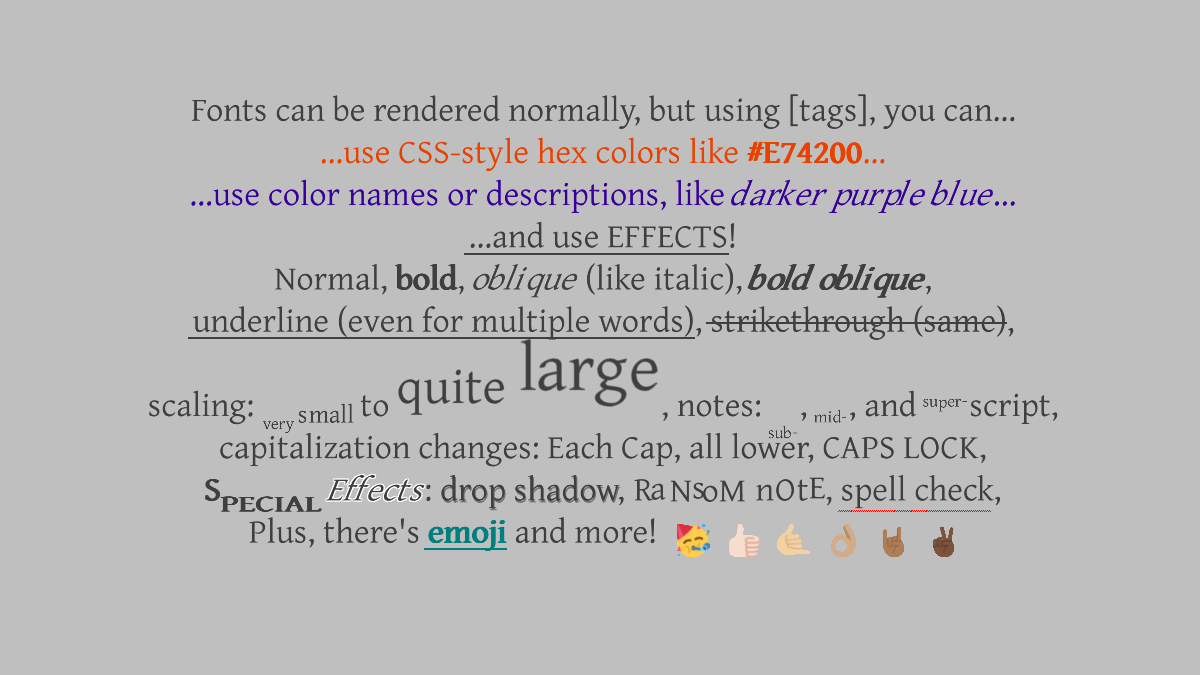 Fonts can be rendered normally, but using [tags], you can...
...use CSS-style hex colors like #E74200...
...use color names or descriptions, like darker purple blue...
...and use EFFECTS!
Normal, bold, oblique (like italic), bold oblique,
underline (even for multiple words), strikethrough (same),
scaling: very small to quite large , notes: sub-, mid-, and super-script,
capitalization changes: Each Cap, all lower, CAPS LOCK,
SPECIAL Effects: drop shadow, Ra NsoM nOtE, spell check,
Plus, there's emoji and more! 🥳 👍🏻 🤙🏼 👌🏽 🤘🏾 ✌🏿